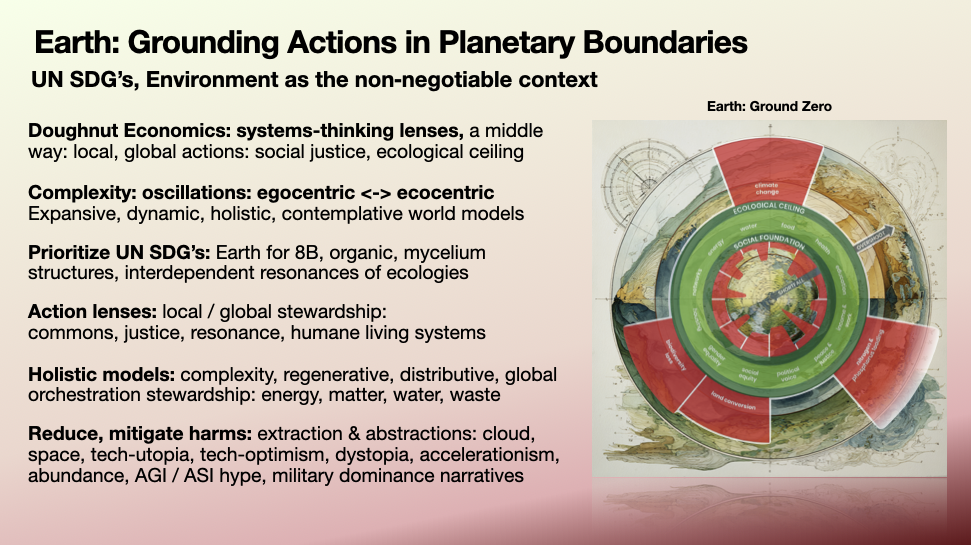 Earth: Grounding Actions in Planetary Boundaries
UN SDG’s, Environment as the non-negotiable context
Earth: Ground Zero
Doughnut Economics: systems-thinking lenses, a middle
way: local, global actions: social justice, ecological ceiling
Complexity: oscillations: egocentric <-> ecocentric
Expansive, dynamic, holistic, contemplative world models
Prioritize UN SDG’s: Earth for 8B, organic, mycelium
structures, interdependent resonances of ecologies
Action lenses: local / global stewardship:
commons, justice, resonance, humane living systems
Holistic models: complexity, regenerative, distributive, global
orchestration stewardship: energy, matter, water, waste
Reduce, mitigate harms: extraction & abstractions: cloud,
space, tech-utopia, tech-optimism, dystopia, accelerationism,
abundance, AGI / ASI hype, military dominance narratives
climate
change
ECOLOGICAL CEILING
water
food
energy
health
SOCIAL FOUNDATION
OVERSHOOT
SHORTFALL
networks
education
housing
income &
work
gender
equality
peace &
justice
social
equity
political
voice
biodiversity
loss
land conversion
nitrogen &
phosphorus loading